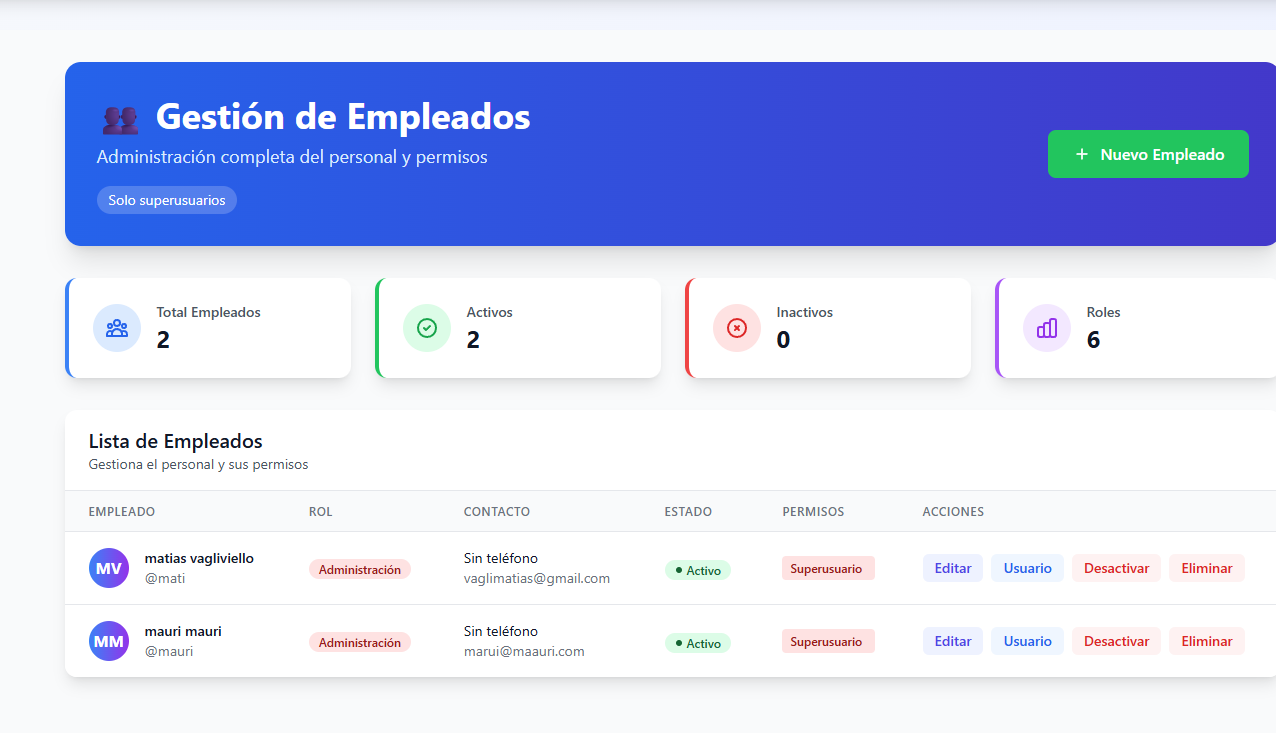 Gestión de Empleados
Administración completa del personal y permisos
Solo superusuarios
+ Nuevo Empleado
Total Empleados
2
Activos
2
Inactivos
0
Roles
6
Lista de Empleados
Gestiona el personal y sus permisos
EMPLEADO ROL CONTACTO ESTADO PERMISOS ACCIONES
MV matias vagliviello @mati Administración Sin teléfono vaglimatias@gmail.com Activo Superusuario Editar Usuario Desactivar Eliminar
MM mauri mauri @mauri Administración Sin teléfono marui@maauri.com Activo Superusuario Editar Usuario Desactivar Eliminar